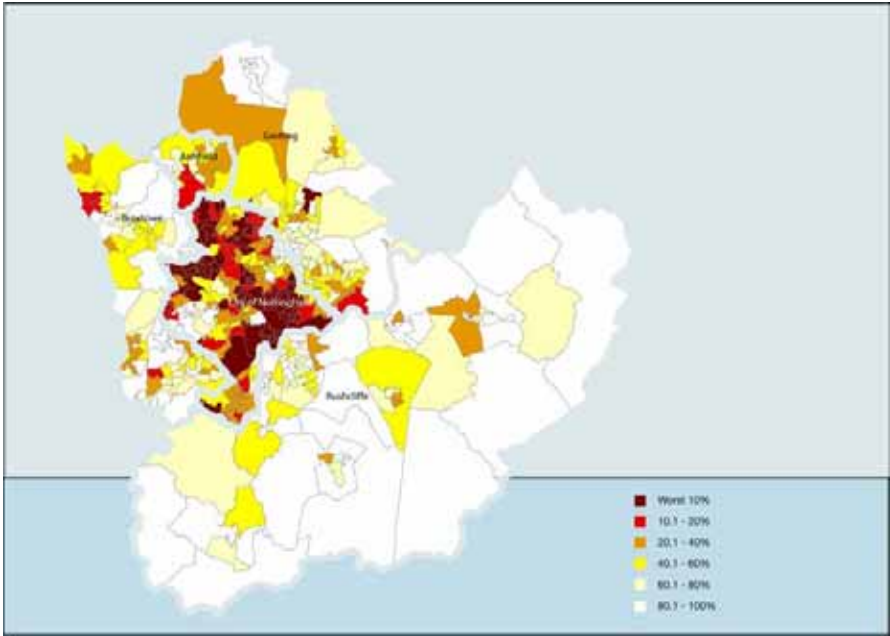 Gedling
Ashfield
Broxtowe
City of Nottingham
Rushcliffe
Worst 10%
10.1 - 20%
20.1 - 40%
40.1 - 60%
60.1 - 80%
80.1 - 100%